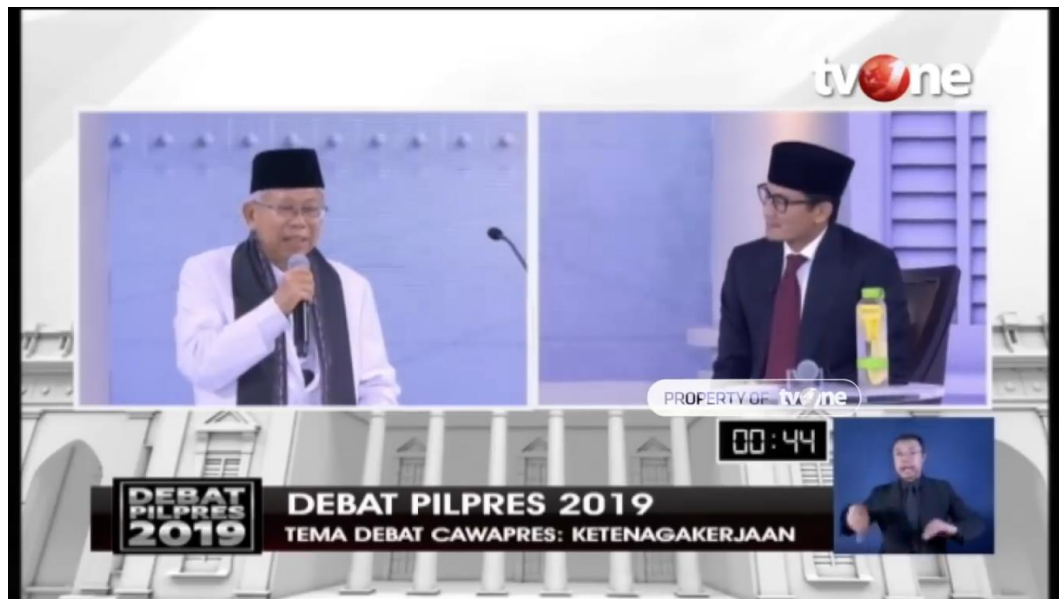 tvOne
PROPERTY OF tvOne
00:44
DEBAT
PILPRES
2019
DEBAT PILPRES 2019
TEMA DEBAT CAWAPRES: KETENAGAKERJAAN